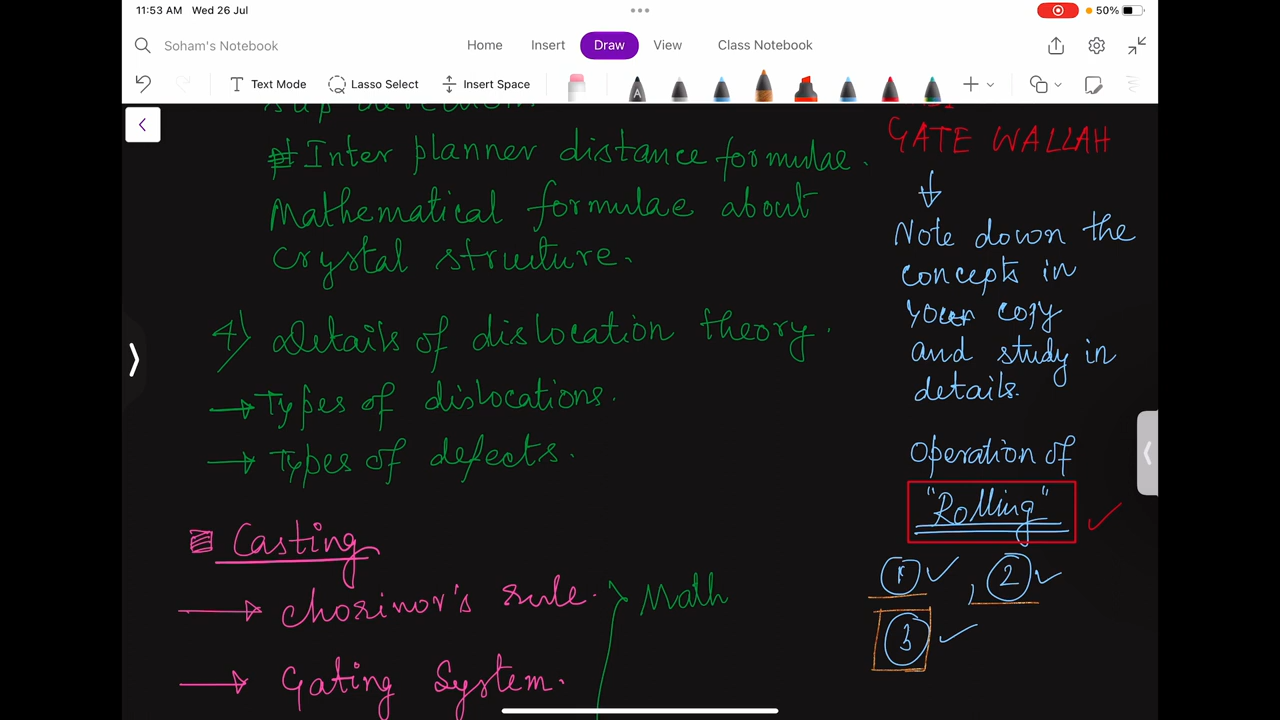 11:53 AM Wed 26 Jul
50%
Soham's Notebook
Home
Insert
Draw
View
Class Notebook
Text Mode
Lasso Select
Insert Space
A
# Inter planner distance formulae.
Mathematical formulae about
crystal structure.
4) Details of dislocation theory.
→ Types of dislocations.
→ Types of defects.
Casting
→ Chorinor's rule.
Math
→ Gating System.
GATE WALLAH
Note down the
concepts in
your copy
and study in
details.
Operation of
"Rolling"
1, 2
3